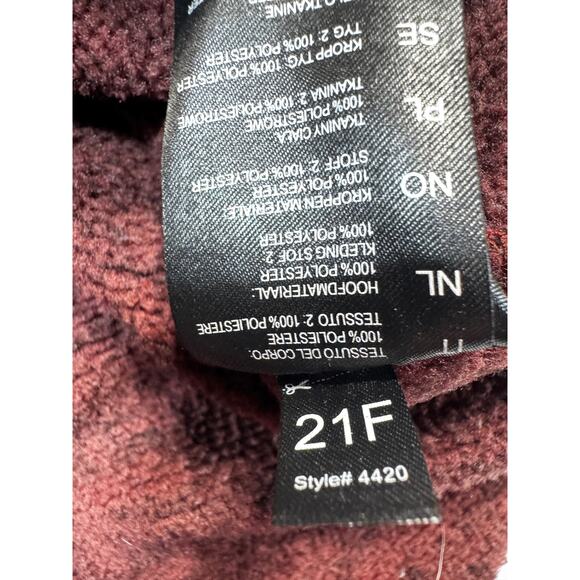 IT
TESSUTO DEL CORPO:
100% POLIESTERE
TESSUTO 2: 100% POLIESTERE
NL
HOOFDMATERIAAL:
100% POLYESTER
KLEDING STOF 2
100% POLYESTER
NO
KROPPEN MATERIALE:
100% POLYESTER
STOFF 2: 100% POLYESTER
PL
TKANINY CIAŁA:
100% POLIESTROWE
TKANINA 2: 100% POLIESTROWE
SE
KROPP TYG: 100% POLYESTER
TYG 2: 100% POLYESTER
TKANINE
21F
Style# 4420